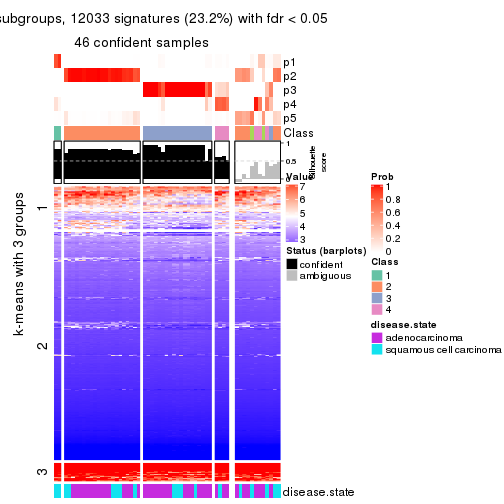 subgroups, 12033 signatures (23.2%) with fdr < 0.05
46 confident samples
p1
p2
p3
p4
p5
Class
1
0.5
0
Silhouette
score
k-means with 3 groups
1
2
3
disease.state
Value
7
6
5
4
3
Status (barplots)
confident
ambiguous
Prob
1
0.8
0.6
0.4
0.2
0
Class
1
2
3
4
disease.state
adenocarcinoma
squamous cell carcinoma